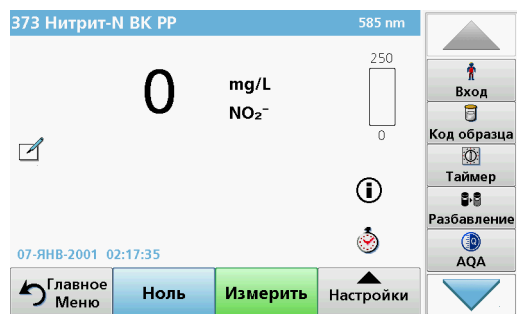 373 Нитрит-N ВК РР 585 nm
250
0 mg/L
NO₂⁻
0
07-ЯНВ-2001 02:17:35
Главное
Меню
Ноль
Измерить
Настройки
Вход
Код образца
Таймер
Разбавление
AQA